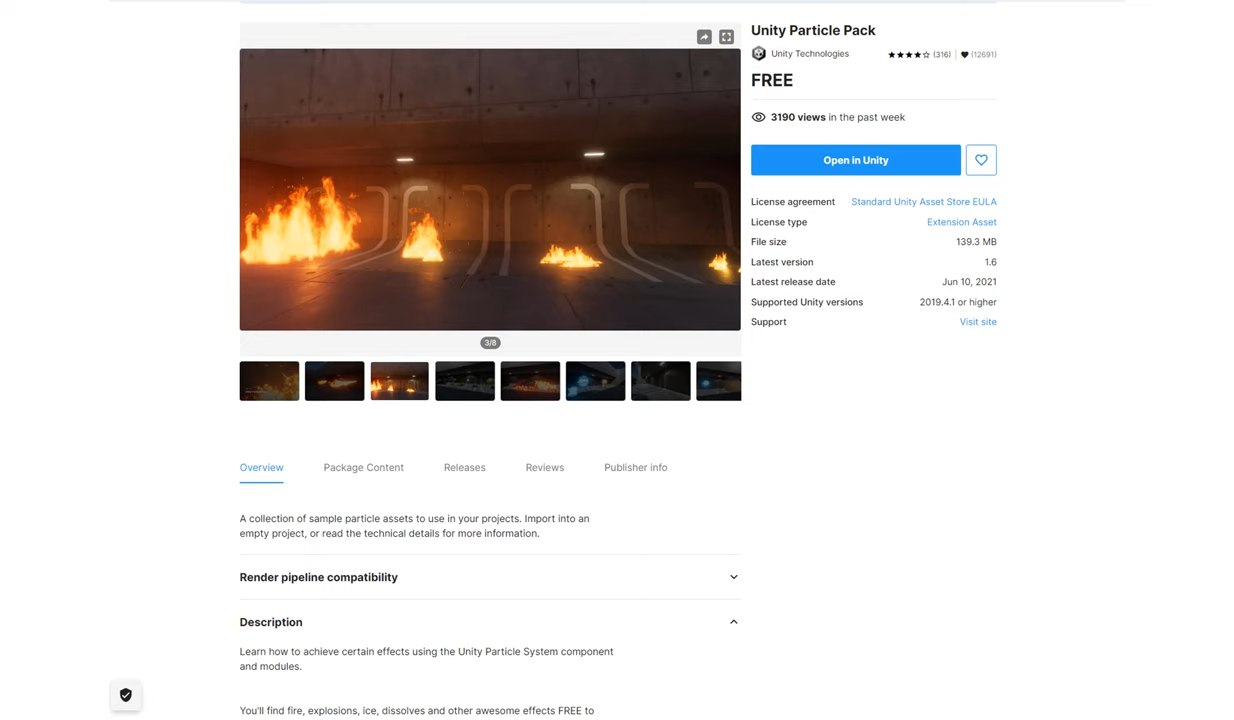 Unity Particle Pack
Unity Technologies (316) (12691)
FREE
3190 views in the past week
Open in Unity
License agreement Standard Unity Asset Store EULA
License type Extension Asset
File size 139.3 MB
Latest version 1.6
Latest release date Jun 10, 2021
Supported Unity versions 2019.4.1 or higher
Support Visit site
3/8
Overview Package Content Releases Reviews Publisher info
A collection of sample particle assets to use in your projects. Import into an
empty project, or read the technical details for more information.
Render pipeline compatibility
Description
Learn how to achieve certain effects using the Unity Particle System component
and modules.
You'll find fire, explosions, ice, dissolves and other awesome effects FREE to